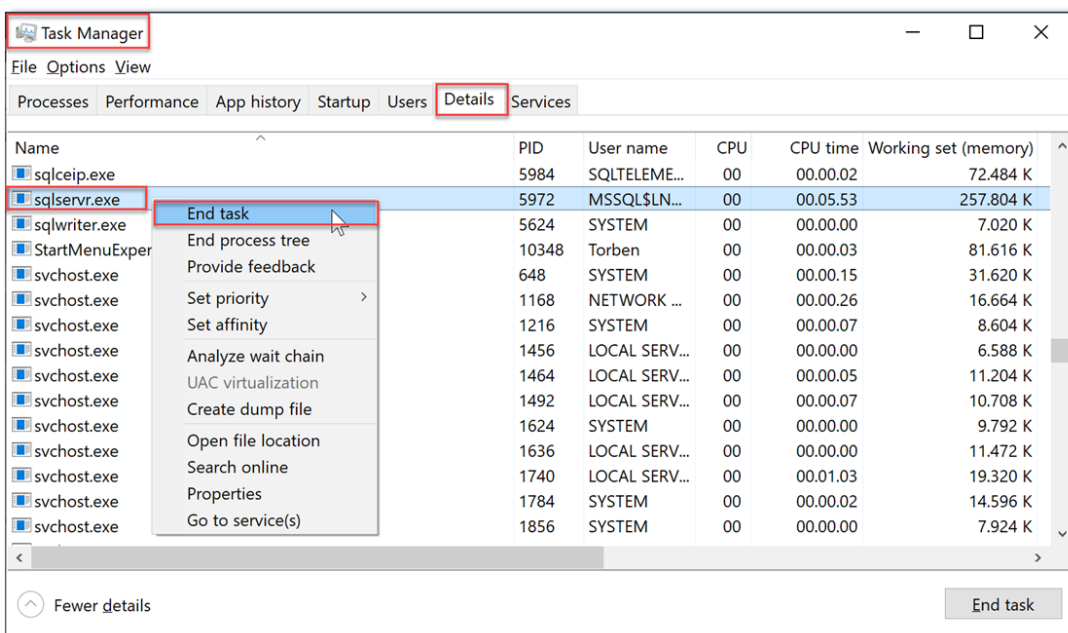 Task Manager
File Options View
Processes Performance App history Startup Users Details Services
Name PID User name CPU CPU time Working set (memory)
sqlceip.exe 5984 SQLTELEME... 00 00.00.02 72.484 K
sqlservr.exe 5972 MSSQL$LN... 00 00.05.53 257.804 K
sqlwriter.exe 5624 SYSTEM 00 00.00.00 7.020 K
StartMenuExper 10348 Torben 00 00.00.03 81.616 K
svchost.exe 648 SYSTEM 00 00.00.15 31.620 K
svchost.exe 1168 NETWORK ... 00 00.00.26 16.664 K
svchost.exe 1216 SYSTEM 00 00.00.07 8.604 K
svchost.exe 1456 LOCAL SERV... 00 00.00.00 6.588 K
svchost.exe 1464 LOCAL SERV... 00 00.00.05 11.204 K
svchost.exe 1492 LOCAL SERV... 00 00.00.07 10.708 K
svchost.exe 1624 SYSTEM 00 00.00.00 9.792 K
svchost.exe 1636 LOCAL SERV... 00 00.00.00 11.472 K
svchost.exe 1740 LOCAL SERV... 00 00.01.03 19.320 K
svchost.exe 1784 SYSTEM 00 00.00.02 14.596 K
svchost.exe 1856 SYSTEM 00 00.00.00 7.924 K
End task
End process tree
Provide feedback
Set priority
Set affinity
Analyze wait chain
UAC virtualization
Create dump file
Open file location
Search online
Properties
Go to service(s)
Fewer details
End task